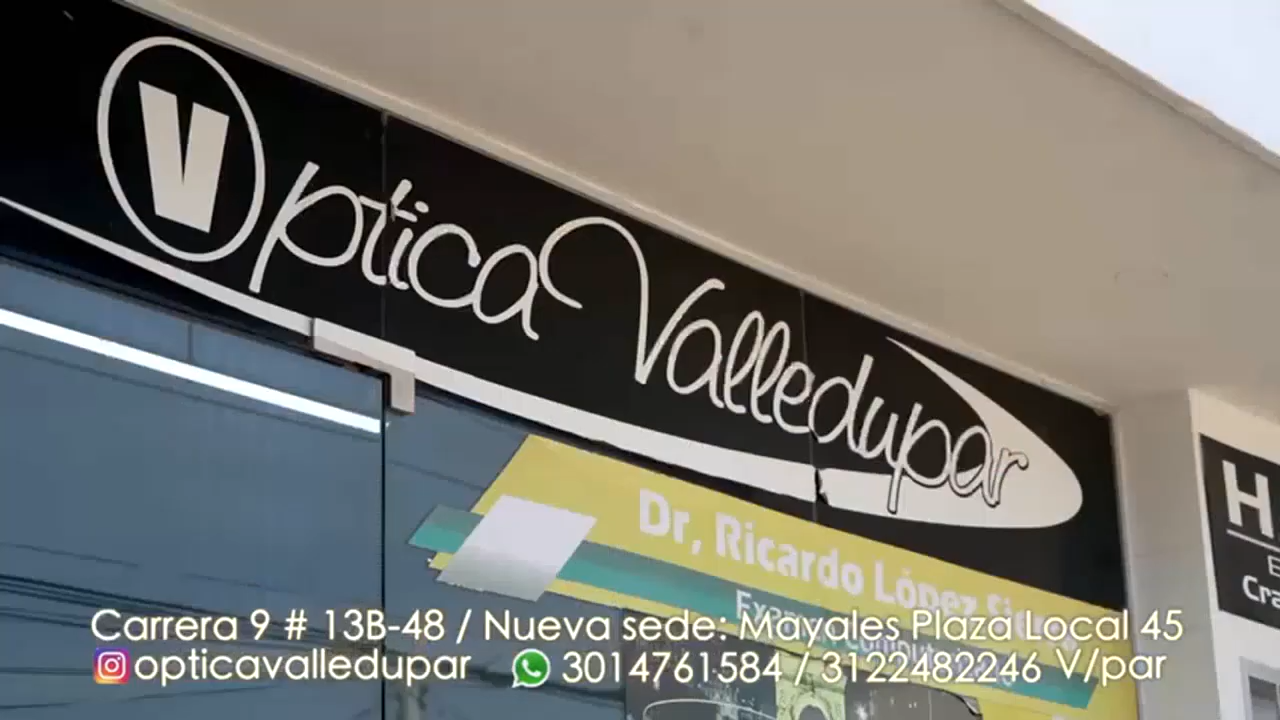 V
Optica Valledupar
Dr, Ricardo López
H
Cra
Carrera 9 # 13B-48 / Nueva sede: Mayales Plaza Local 45
opticavalledupar 3014761584 / 3122482246 V/par